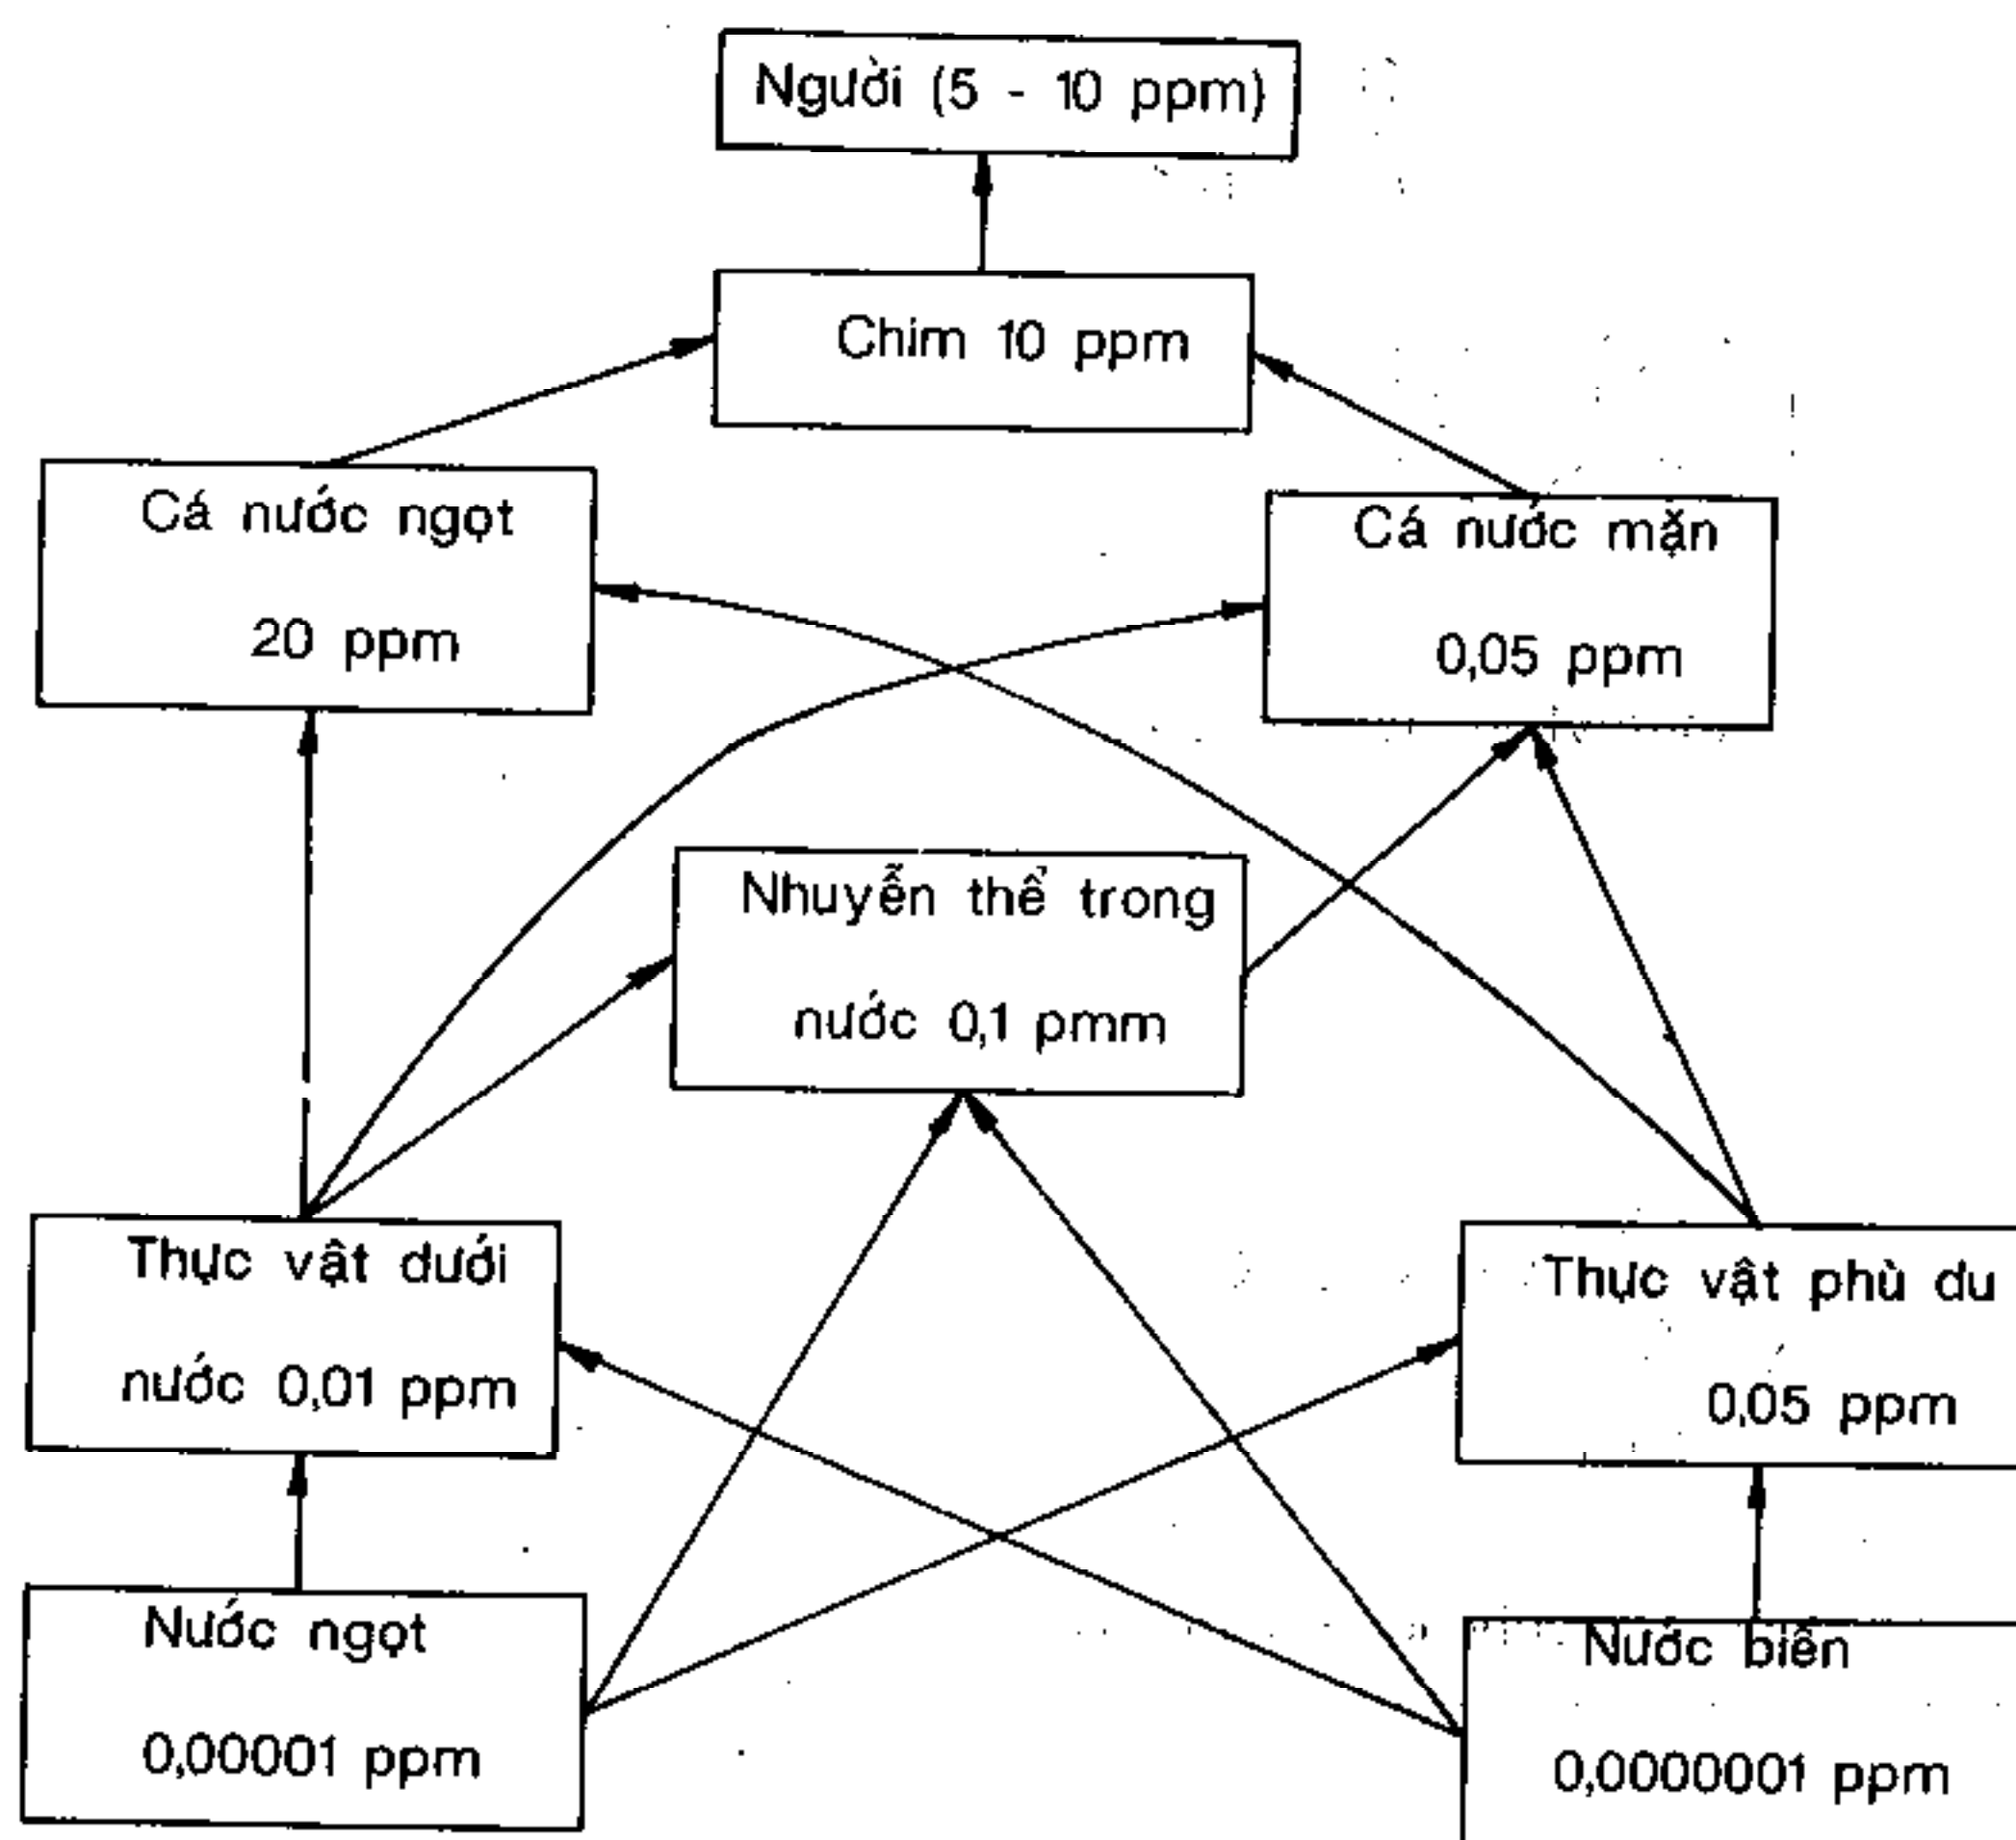 Người (5 - 10 ppm)
Chim 10 ppm
Cá nước ngọt
20 ppm
Cá nước mặn
0,05 ppm
Nhuyễn thể trong
nước 0,1 pmm
Thực vật dưới
nước 0,01 ppm
Thực vật phù du
0,05 ppm
Nước ngọt
0,00001 ppm
Nước biển
0,0000001 ppm